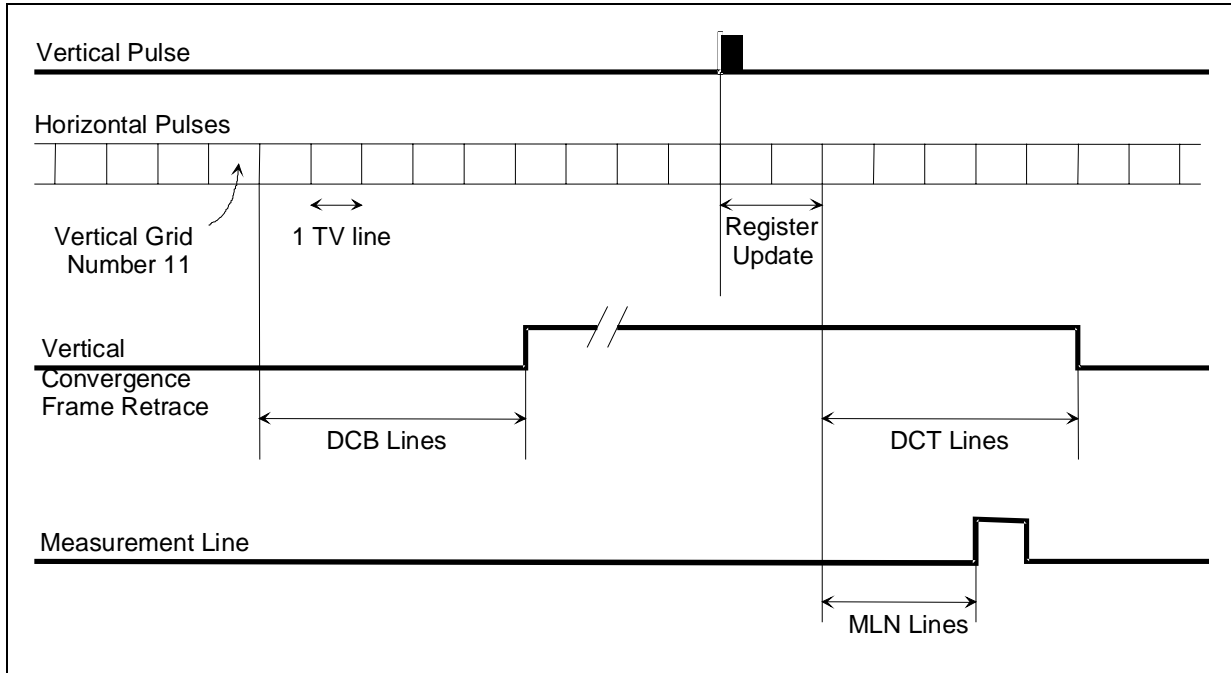 Vertical Pulse
Horizontal Pulses
Vertical Grid
Number 11
1 TV line
Register
Update
Vertical
Convergence
Frame Retrace
DCB Lines
DCT Lines
Measurement Line
MLN Lines